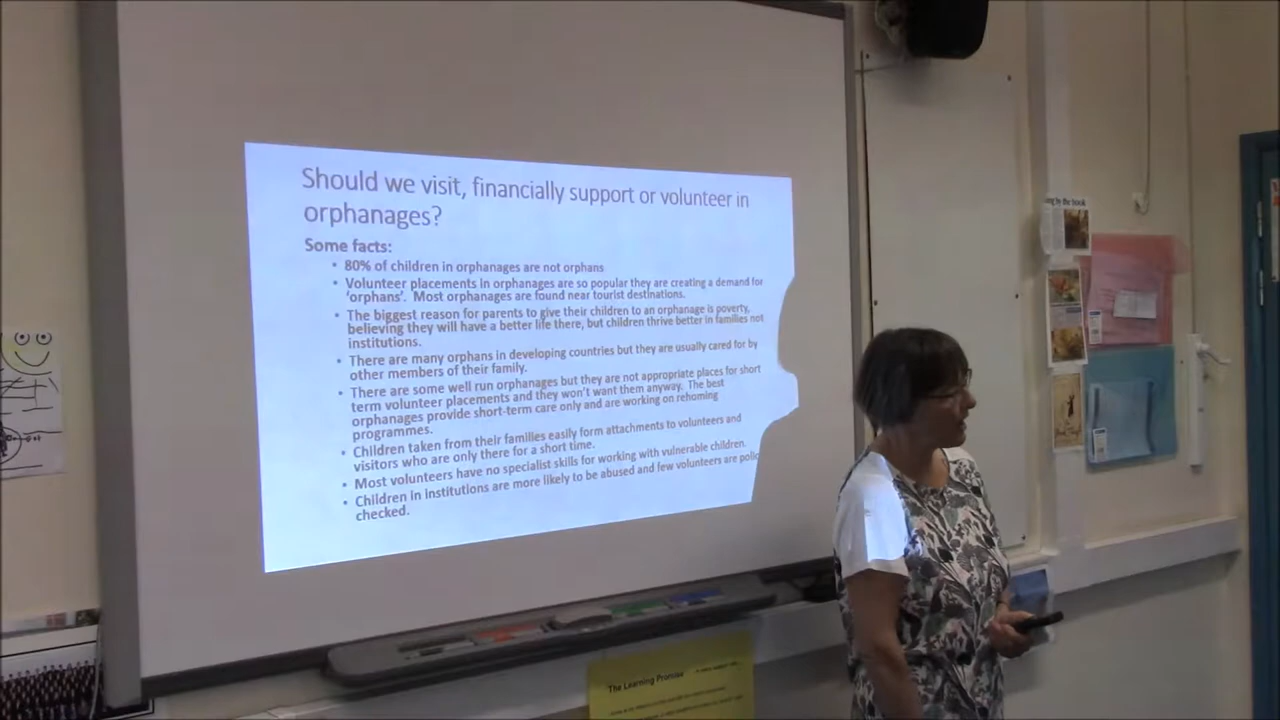 Should we visit, financially support or volunteer in
orphanages?
Some facts:
• 80% of children in orphanages are not orphans
• Volunteer placements in orphanages are so popular they are creating a demand for
'orphans'. Most orphanages are found near tourist destinations.
• The biggest reason for parents to give their children to an orphanage is poverty,
believing they will have a better life there, but children thrive better in families not
institutions.
• There are many orphans in developing countries but they are usually cared for by
other members of their family.
• There are some well run orphanages but they are not appropriate places for short
term volunteer placements and they won't want them anyway. The best
orphanages provide short-term care only and are working on rehoming
programmes.
• Children taken from their families easily form attachments to volunteers and
visitors who are only there for a short time.
• Most volunteers have no specialist skills for working with vulnerable children.
• Children in institutions are more likely to be abused and few volunteers are polic
checked.
by the book
The Learning Promise